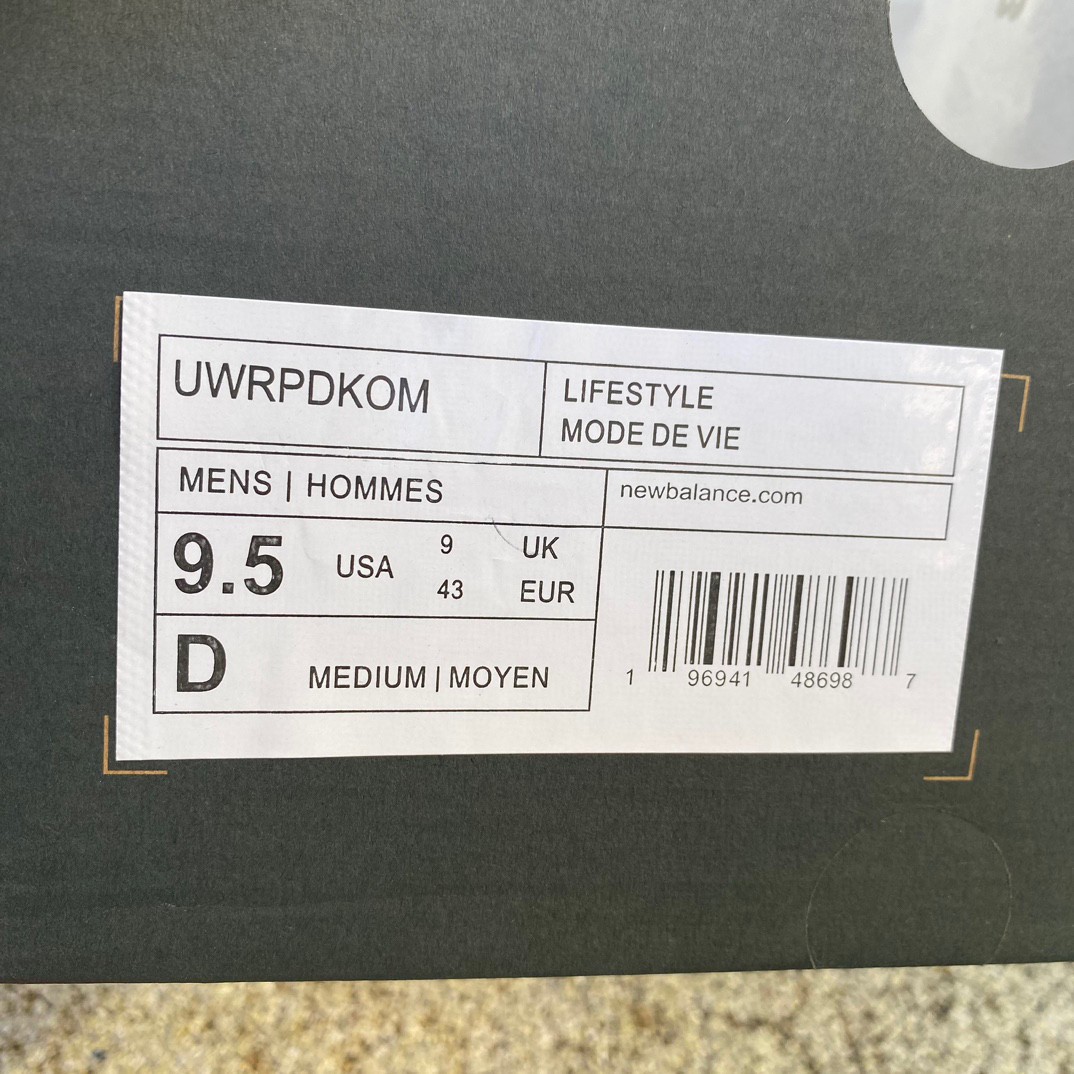 UWRPDKOM
LIFESTYLE
MODE DE VIE
MENS | HOMMES
newbalance.com
9.5 USA
9 UK
43 EUR
D MEDIUM | MOYEN
1 96941 48698 7